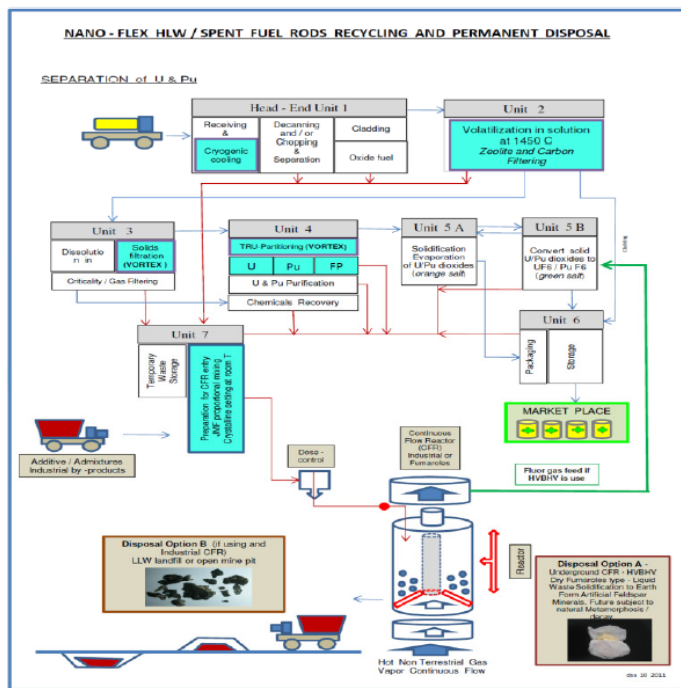 NANO - FLEX HLW / SPENT FUEL RODS RECYCLING AND PERMANENT DISPOSAL
SEPARATION of U & Pu
Head - End Unit 1
Receiving
&
Cryogenic
cooling
Decanning
and / or
Chopping
&
Separation
Cladding
Oxide fuel
Unit 2
Volatilization in solution
at 1450 C
Zeolite and Carbon
Filtering
Unit 3
Dissolutio
n in
Solids
filtration
(VORTEX )
Criticality / Gas Filtering
Unit 4
TRU-Partitioning (VORTEX)
U
Pu
FP
U & Pu Purification
Chemicals Recovery
Unit 5 A
Solidification
Evaporation
of U/Pu dioxides
(orange salt)
Unit 5 B
Convert solid
U/Pu dioxides to
UF6 / Pu F6
(green salt)
Cladding
Unit 6
Packaging
Storage
Unit 7
Temporary
Waste
Storage
Preparation for CFR entry
JMF proportional mixing
Crystalline setting at room T
MARKET PLACE
Additive / Admixtures
Industrial by -products
Dose -
control
Continuous
Flow Reactor
(CFR)
Industrial or
Fumaroles
Fluor gas feed if
HVBHV is use
Reactor
Disposal Option B (if using and
Industrial CFR)
LLW landfill or open mine pit
Disposal Option A -
Underground CFR - HVBHV
Dry Fumaroles type - Liquid
Waste Solidification to Earth
Form Artificial Feldspar
Minerals. Future subject to
natural Metamorphosis /
decay
Hot Non Terrestrial Gas
Vapor Continuous Flow